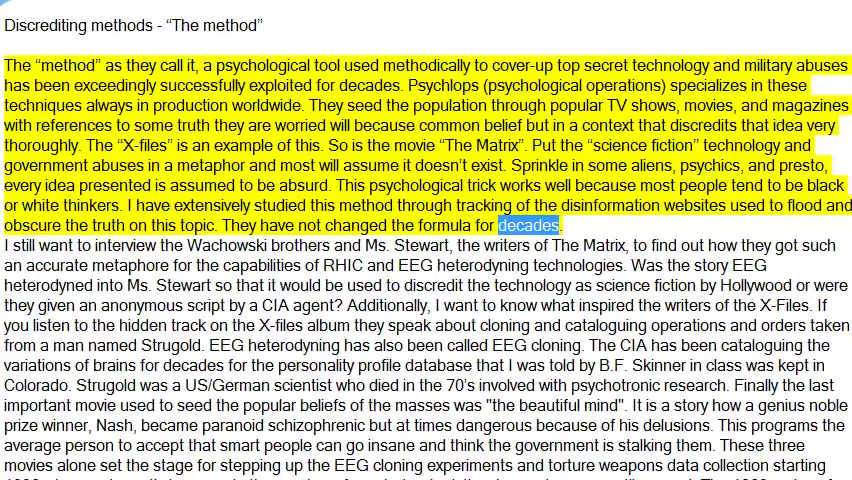 Discrediting methods - “The method”
The “method” as they call it, a psychological tool used methodically to cover-up top secret technology and military abuses
has been exceedingly successfully exploited for decades. Psychlops (psychological operations) specializes in these
techniques always in production worldwide. They seed the population through popular TV shows, movies, and magazines
with references to some truth they are worried will because common belief but in a context that discredits that idea very
thoroughly. The “X-files” is an example of this. So is the movie “The Matrix”. Put the “science fiction” technology and
government abuses in a metaphor and most will assume it doesn’t exist. Sprinkle in some aliens, psychics, and presto,
every idea presented is assumed to be absurd. This psychological trick works well because most people tend to be black
or white thinkers. I have extensively studied this method through tracking of the disinformation websites used to flood and
obscure the truth on this topic. They have not changed the formula for decades.
I still want to interview the Wachowski brothers and Ms. Stewart, the writers of The Matrix, to find out how they got such
an accurate metaphore for the capabilities of RHIC and EEG heterodyning technologies. Was the story EEG
heterodyned into Ms. Stewart so that it would be used to discredit the technology as science fiction by Hollywood or were
they given an anonymous script by a CIA agent? Additionally, I want to know what inspired the writers of the X-Files. If
you listen to the hidden track on the X-files album they speak about cloning and cataloguing operations and orders taken
from a man named Strugold. EEG heterodyning has also been called EEG cloning. The CIA has been cataloguing the
variations of brains for decades for the personality profile database that I was told by B.F. Skinner in class was kept in
Colorado. Strugold was a US/German scientist who died in the 70’s involved with psychotronic research. Finally the last
important movie used to seed the popular beliefs of the masses was "the beautiful mind". It is a story how a genius noble
prize winner, Nash, became paranoid schizophrenic but at times dangerous because of his delusions. This programs the
average person to accept that smart people can go insane and think the government is stalking them. These three
movies alone set the stage for stepping up the EEG cloning experiments and torture weapons data collection starting